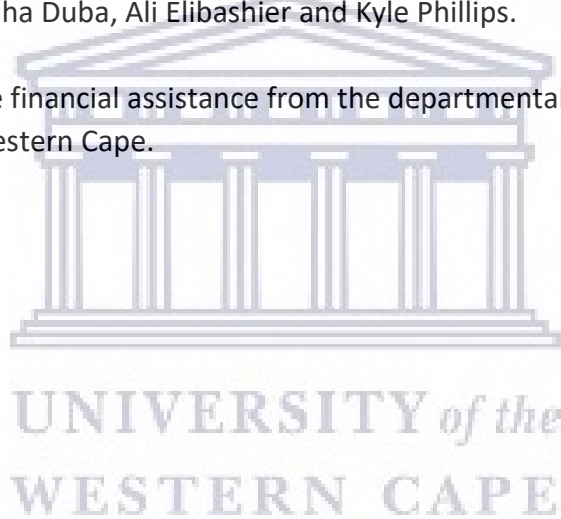 ha Duba, Ali Elibashier and Kyle Phillips.
financial assistance from the departmental
estern Cape.
UNIVERSITY of the
WESTERN CAPE